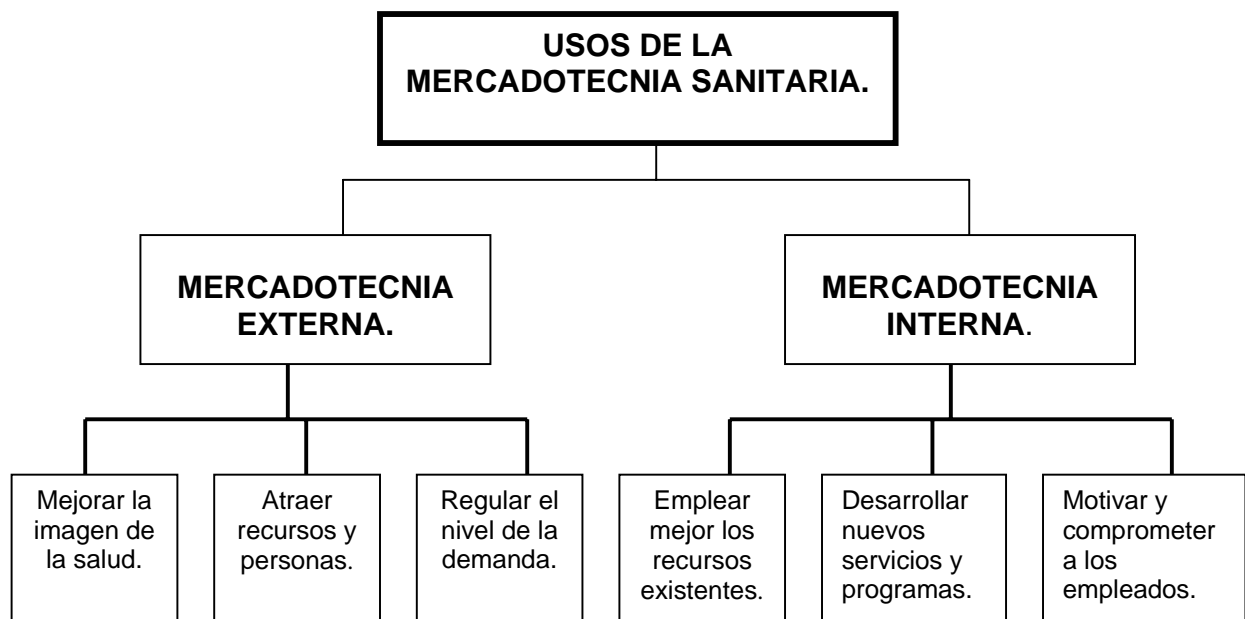 USOS DE LA
MERCADOTECNIA SANITARIA.
MERCADOTECNIA
EXTERNA.
MERCADOTECNIA
INTERNA.
Mejorar la
imagen de
la salud.
Atraer
recursos y
personas.
Regular el
nivel de la
demanda.
Emplear
mejor los
recursos
existentes.
Desarrollar
nuevos
servicios y
programas.
Motivar y
comprometer
a los
empleados.